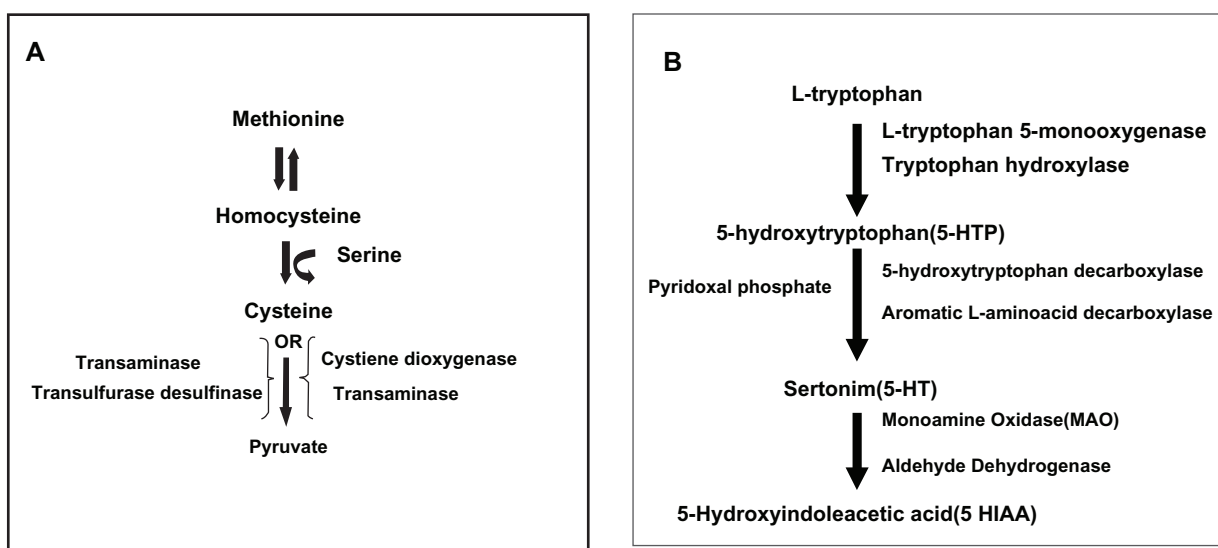 A
Methionine
Homocysteine
Serine
Cysteine
OR
Transaminase
Transulfurase desulfinase
Cystiene dioxygenase
Transaminase
Pyruvate
B
L-tryptophan
L-tryptophan 5-monooxygenase
Tryptophan hydroxylase
5-hydroxytryptophan(5-HTP)
Pyridoxal phosphate
5-hydroxytryptophan decarboxylase
Aromatic L-aminoacid decarboxylase
Sertonim(5-HT)
Monoamine Oxidase(MAO)
Aldehyde Dehydrogenase
5-Hydroxyindoleacetic acid(5 HIAA)